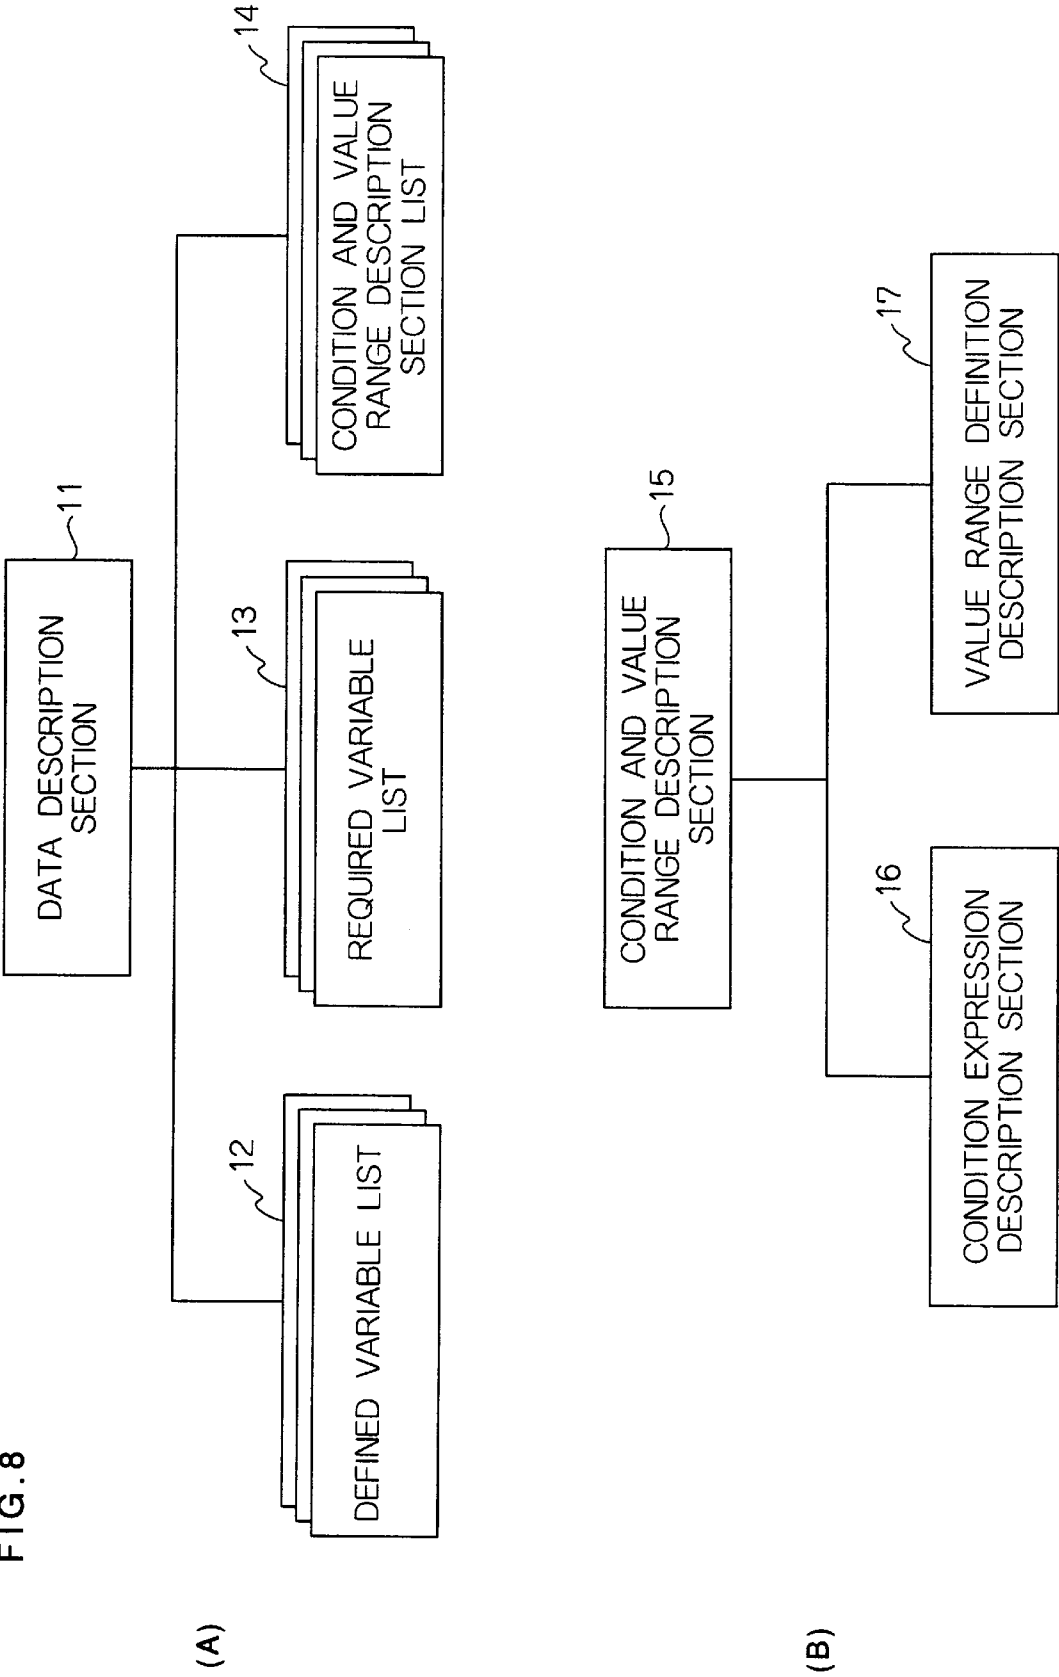 FIG.8
(A)
DATA DESCRIPTION
SECTION
11
12
DEFINED VARIABLE LIST
13
REQUIRED VARIABLE
LIST
14
CONDITION AND VALUE
RANGE DESCRIPTION
SECTION LIST
(B)
CONDITION AND VALUE
RANGE DESCRIPTION
SECTION
15
16
CONDITION EXPRESSION
DESCRIPTION SECTION
17
VALUE RANGE DEFINITION
DESCRIPTION SECTION